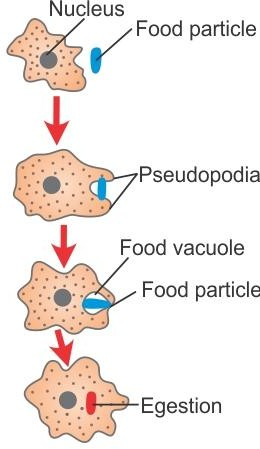 Nucleus
Food particle
Pseudopodia
Food vacuole
Food particle
Egestion